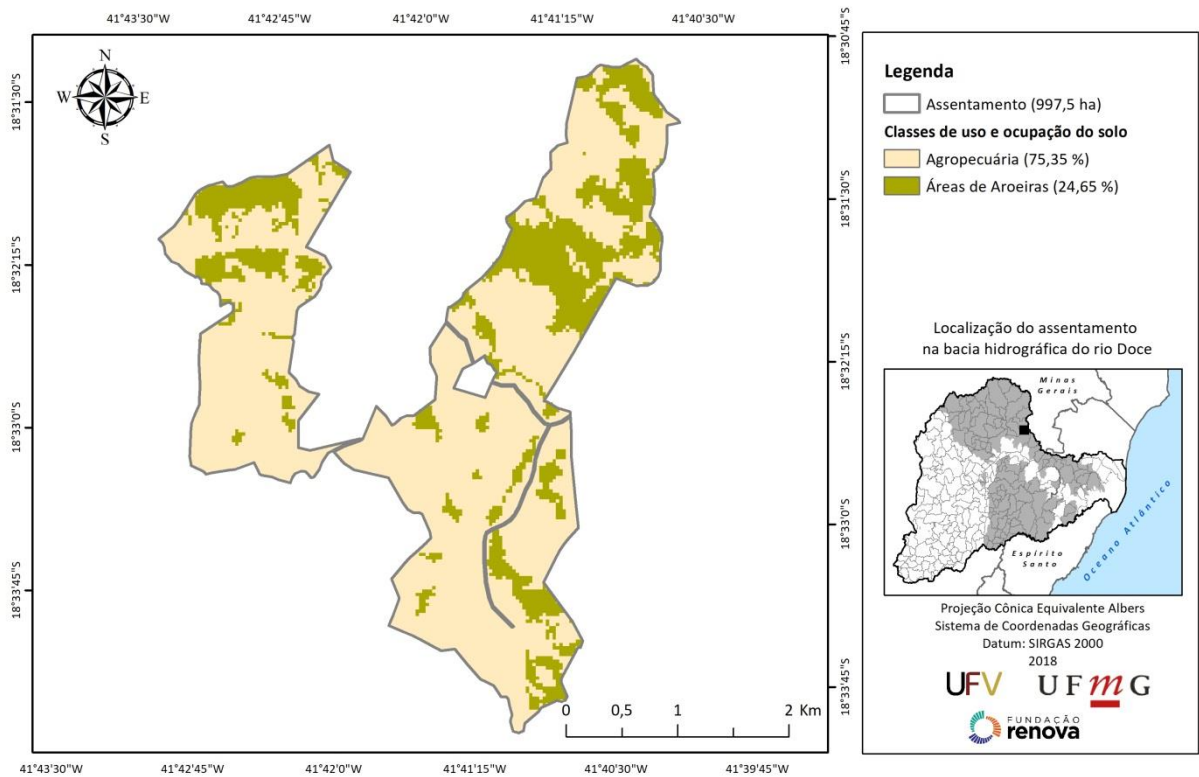 41°43'30"W 41°42'45"W 41°42'0"W 41°41'15"W 41°40'30"W
18°30'45"S
18°31'30"S
18°32'15"S
18°33'0"S
18°33'45"S
N
W E
S
18°31'30"S
18°32'15"S
18°33'0"S
18°33'45"S
0 0,5 1 2 Km
41°43'30"W 41°42'45"W 41°42'0"W 41°41'15"W 41°40'30"W 41°39'45"W
Legenda
Assentamento (997,5 ha)
Classes de uso e ocupação do solo
Agropecuária (75,35 %)
Áreas de Aroeiras (24,65 %)
Localização do assentamento
na bacia hidrográfica do rio Doce
Minas
Gerais
Espírito
Santo
Oceano Atlântico
Projeção Cônica Equivalente Albers
Sistema de Coordenadas Geográficas
Datum: SIRGAS 2000
2018
UFV UFmG
FUNDAÇÃO
renova